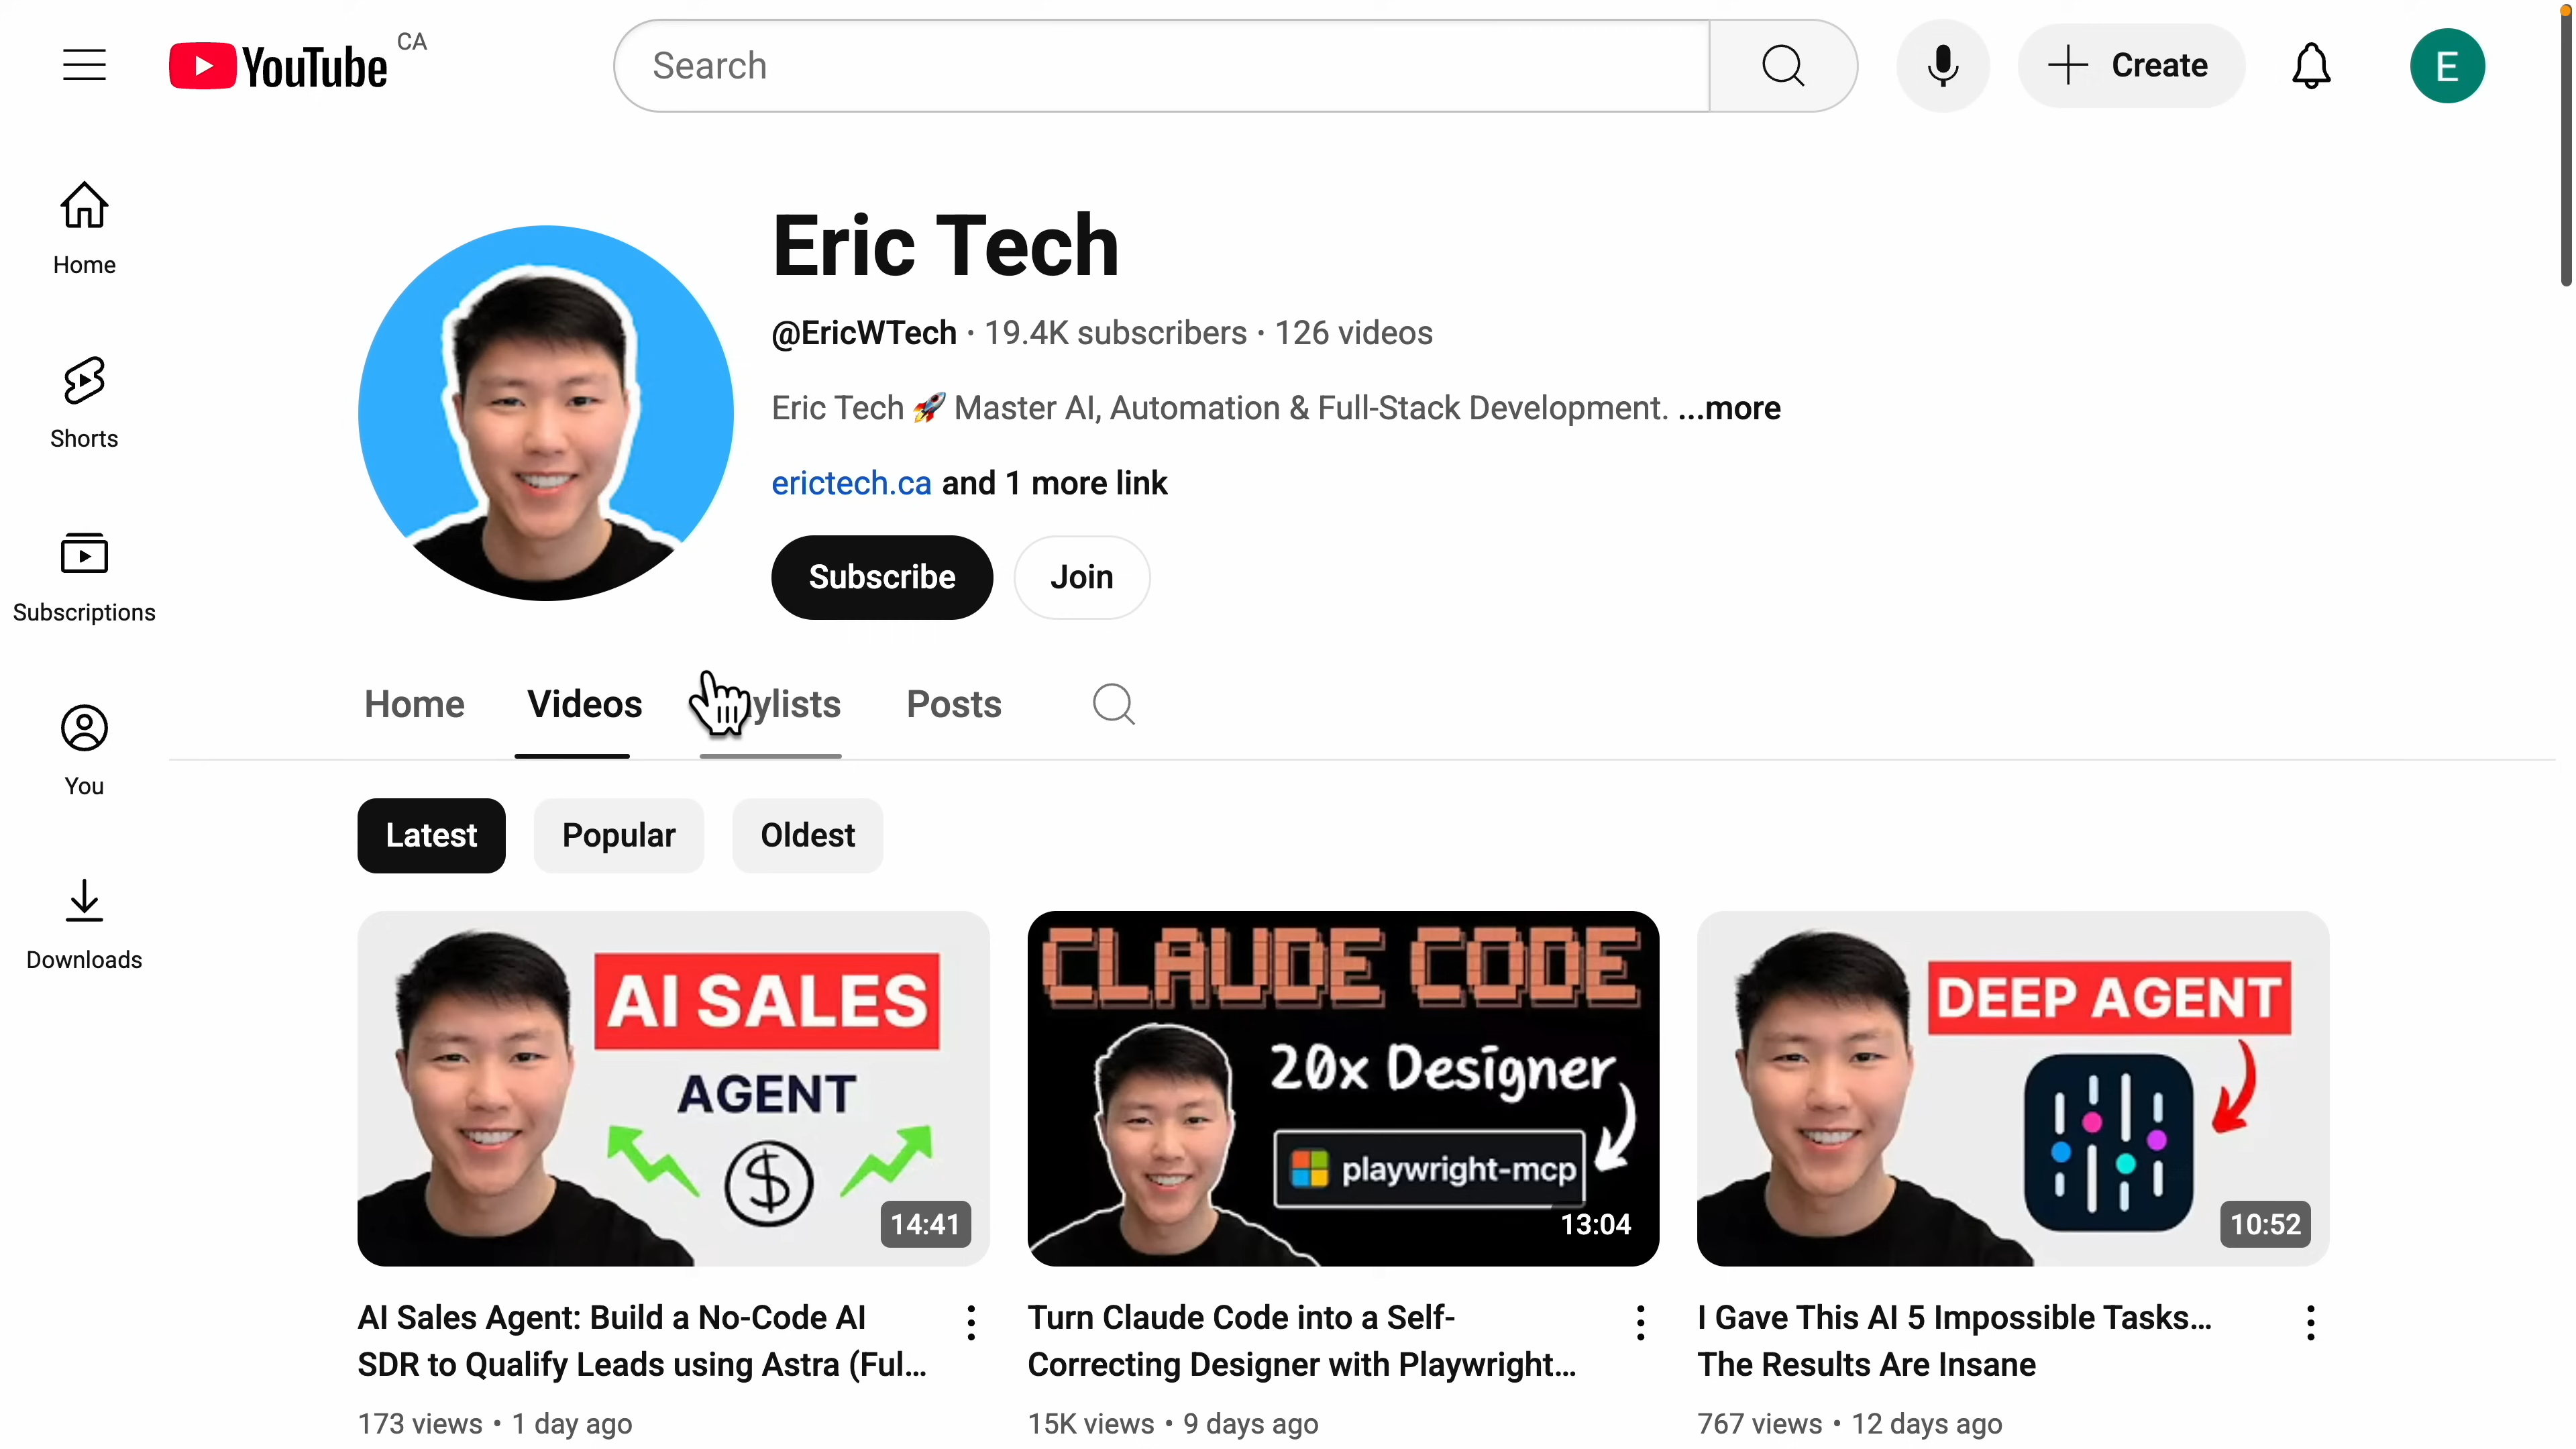 YouTube CA
Search
Create
E
Home
Shorts
Subscriptions
You
Downloads
Eric Tech
@EricWTech · 19.4K subscribers · 126 videos
Eric Tech 🚀 Master AI, Automation & Full-Stack Development. ...more
erictech.ca and 1 more link
Subscribe Join
Home Videos ylists Posts
Latest Popular Oldest
AI SALES
AGENT
$
14:41
CLAUDE CODE
20x Designer
playwright-mcp
13:04
DEEP AGENT
10:52
AI Sales Agent: Build a No-Code AI
SDR to Qualify Leads using Astra (Ful...
173 views • 1 day ago
Turn Claude Code into a Self-
Correcting Designer with Playwright...
15K views • 9 days ago
I Gave This AI 5 Impossible Tasks...
The Results Are Insane
767 views • 12 days ago